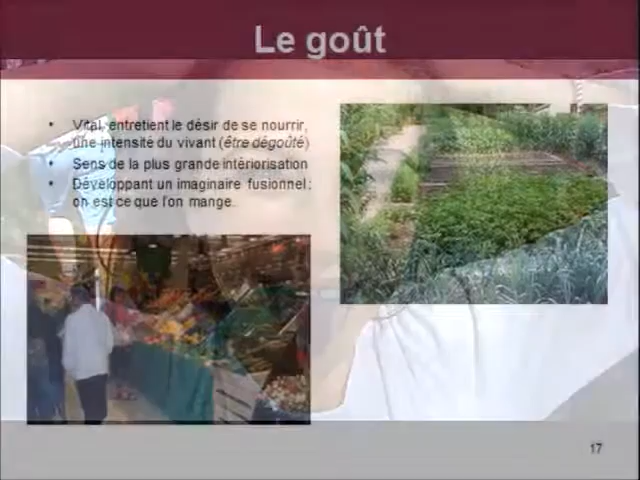 Le goût
• Vital, entretient le désir de se nourrir,
une intensité du vivant (être dégoûté)
• Sens de la plus grande intériorisation
• Développant un imaginaire fusionnel :
on est ce que l'on mange.
17